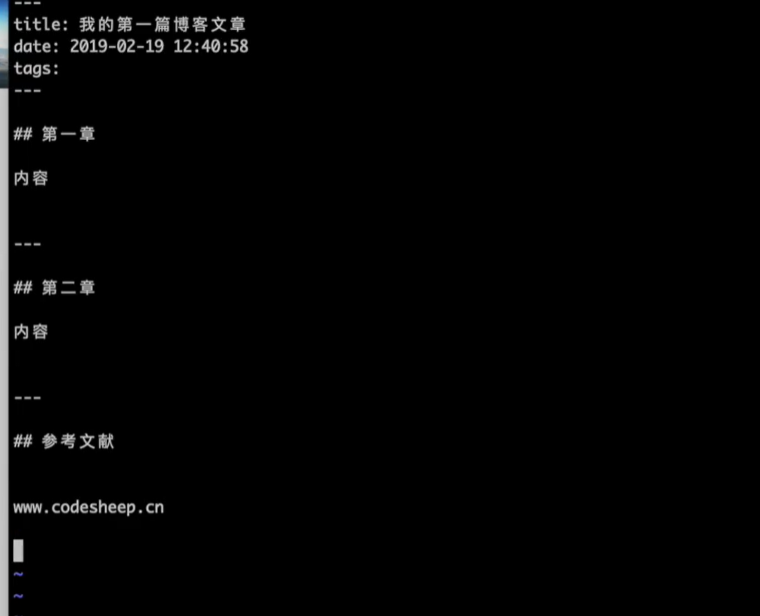 ---
title: 我的第一篇博客文章
date: 2019-02-19 12:40:58
tags:
---
## 第一章
内容
---
## 第二章
内容
---
## 参考文献
www.codesheep.cn
~
~
~